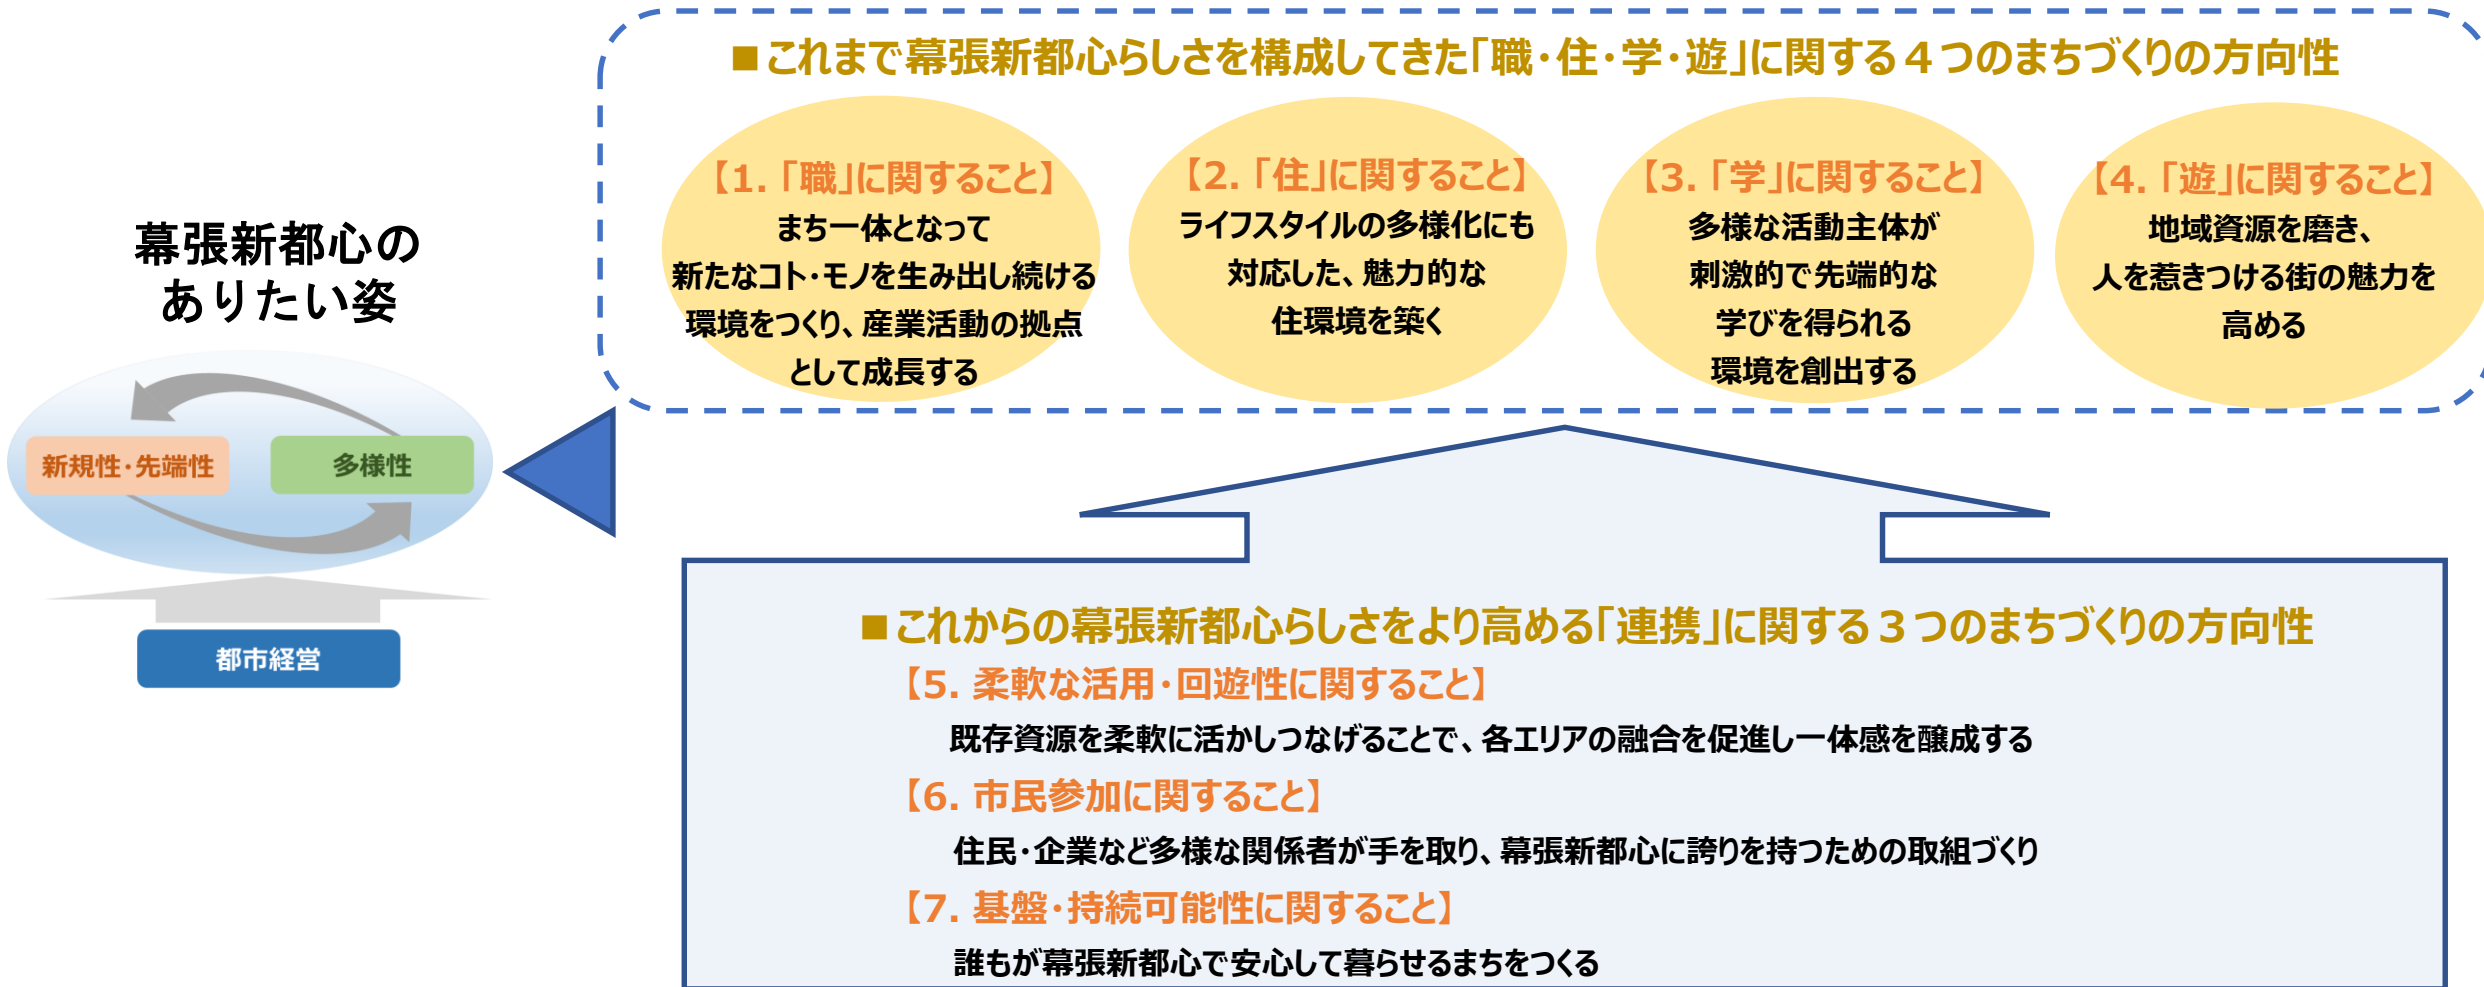 幕張新都心の
ありたい姿
新規性・先端性
多様性
都市経営
■これまで幕張新都心らしさを構成してきた「職・住・学・遊」に関する４つのまちづくりの方向性
【1.「職」に関すること】
まち一体となって
新たなコト・モノを生み出し続ける
環境をつくり、産業活動の拠点
として成長する
【2.「住」に関すること】
ライフスタイルの多様化にも
対応した、魅力的な
住環境を築く
【3.「学」に関すること】
多様な活動主体が
刺激的で先端的な
学びを得られる
環境を創出する
【4.「遊」に関すること】
地域資源を磨き、
人を惹きつける街の魅力を
高める
■これからの幕張新都心らしさをより高める「連携」に関する３つのまちづくりの方向性
【5. 柔軟な活用・回遊性に関すること】
既存資源を柔軟に活かしつなげることで、各エリアの融合を促進し一体感を醸成する
【6. 市民参加に関すること】
住民・企業など多様な関係者が手を取り、幕張新都心に誇りを持つための取組づくり
【7. 基盤・持続可能性に関すること】
誰もが幕張新都心で安心して暮らせるまちをつくる